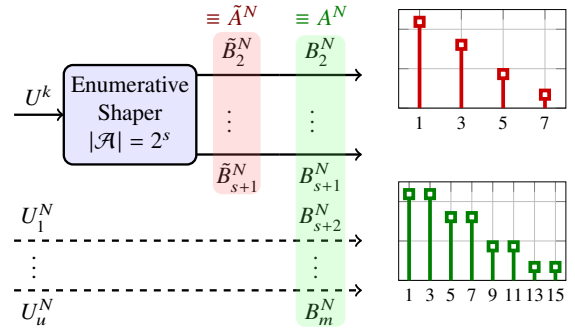 ≡ Ã^N ≡ A^N
B̃_2^N B_2^N
U^k
Enumerative
Shaper
|𝒜| = 2^s
⋮ ⋮
B̃_{s+1}^N B_{s+1}^N
1 3 5 7
U_1^N B_{s+2}^N
⋮ ⋮
U_u^N B_m^N
1 3 5 7 9 11 13 15